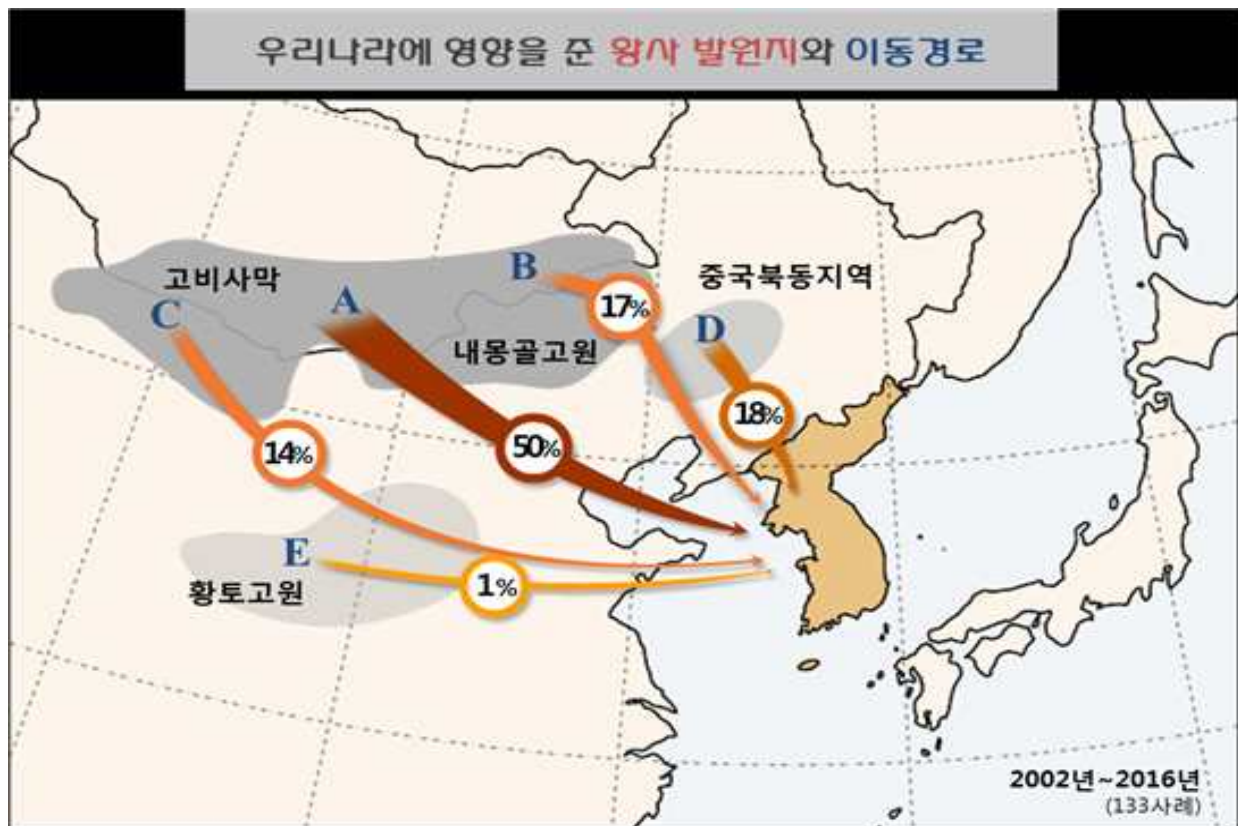 우리나라에 영향을 준 황사 발원지와 이동경로
고비사막
B
중국북동지역
C
A
17%
D
내몽골고원
18%
14%
50%
E
황토고원
1%
2002년~2016년
(133사례)